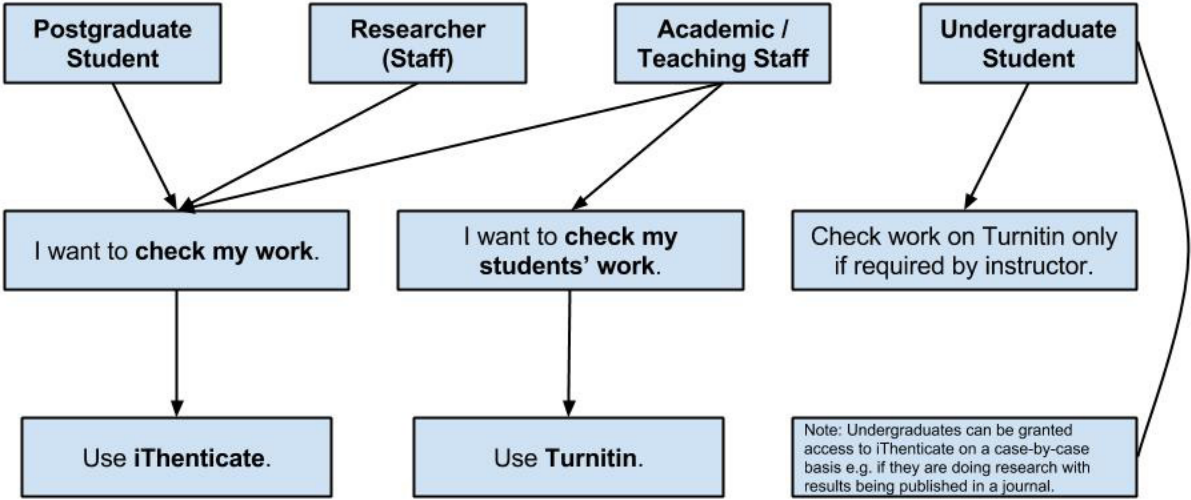 Postgraduate
Student
Researcher
(Staff)
Academic /
Teaching Staff
Undergraduate
Student
I want to check my work.
I want to check my
students’ work.
Check work on Turnitin only
if required by instructor.
Use iThenticate.
Use Turnitin.
Note: Undergraduates can be granted
access to iThenticate on a case-by-case
basis e.g. if they are doing research with
results being published in a journal.